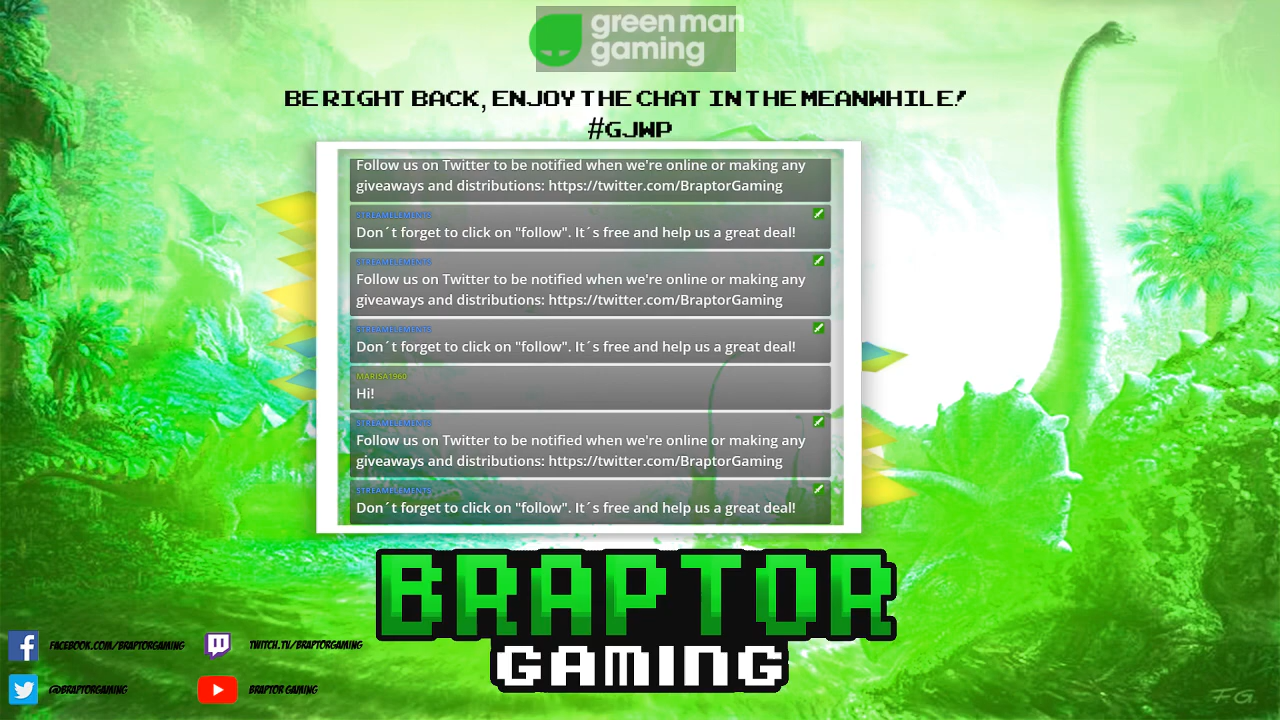 green man
gaming
BE RIGHT BACK, ENJOY THE CHAT IN THE MEANWHILE!
#GJWP
Follow us on Twitter to be notified when we're online or making any
giveaways and distributions: https://twitter.com/BraptorGaming
STREAMELEMENTS
Don´t forget to click on "follow". It´s free and help us a great deal!
STREAMELEMENTS
Follow us on Twitter to be notified when we're online or making any
giveaways and distributions: https://twitter.com/BraptorGaming
STREAMELEMENTS
Don´t forget to click on "follow". It´s free and help us a great deal!
MARISA1960
Hi!
STREAMELEMENTS
Follow us on Twitter to be notified when we're online or making any
giveaways and distributions: https://twitter.com/BraptorGaming
STREAMELEMENTS
Don´t forget to click on "follow". It´s free and help us a great deal!
BRAPTOR
GAMING
FACEBOOK.COM/BRAPTORGAMING
TWITCH.TV/BRAPTORGAMING
@BRAPTORGAMING
BRAPTOR GAMING
F.G.